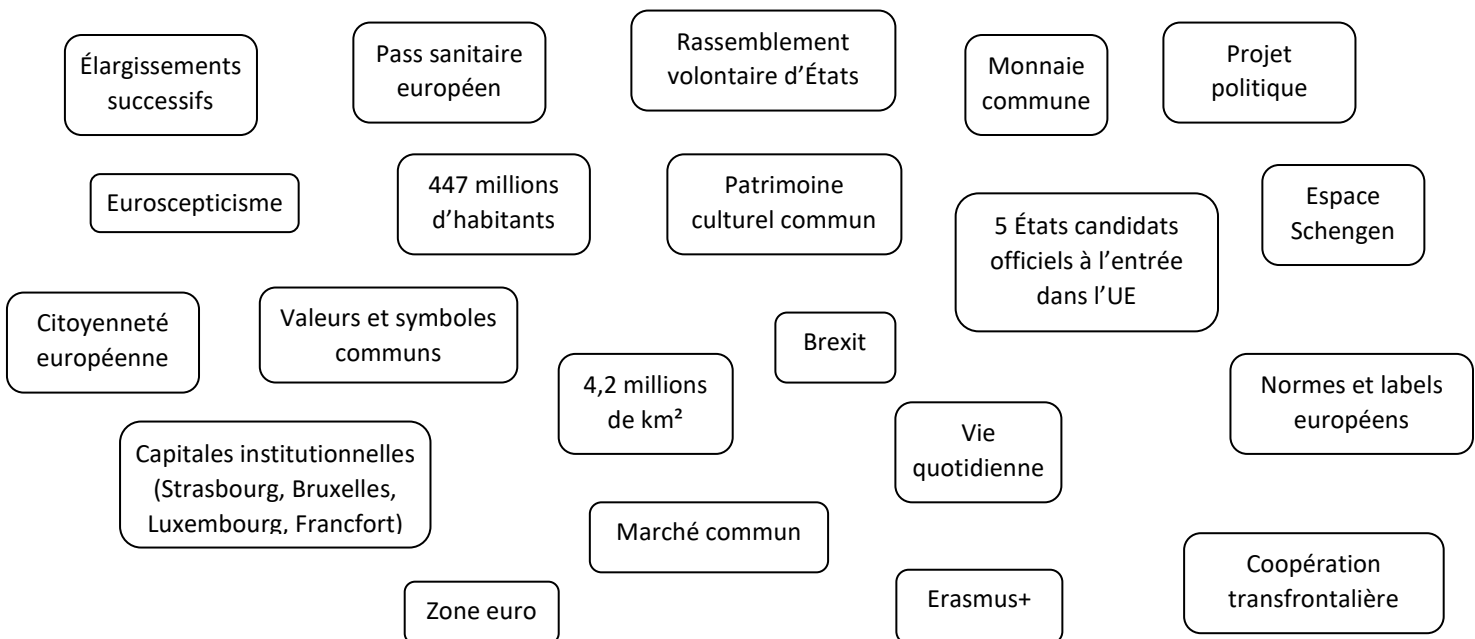 Élargissements
successifs
Pass sanitaire
européen
Rassemblement
volontaire d’États
Monnaie
commune
Projet
politique
Euroscepticisme
447 millions
d’habitants
Patrimoine
culturel commun
5 États candidats
officiels à l’entrée
dans l’UE
Espace
Schengen
Citoyenneté
européenne
Valeurs et symboles
communs
4,2 millions
de km²
Brexit
Normes et labels
européens
Capitales institutionnelles
(Strasbourg, Bruxelles,
Luxembourg, Francfort)
Vie
quotidienne
Marché commun
Coopération
transfrontalière
Zone euro
Erasmus+